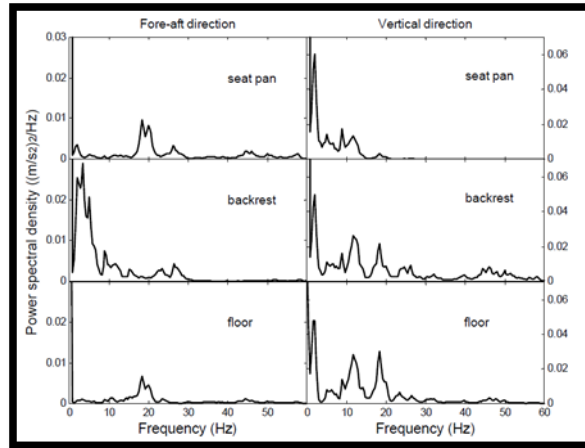 Fore-aft direction
Vertical direction
Power spectral density ((m/s2)2/Hz)
0.03
0.02
0.01
0
seat pan
0.06
0.04
0.02
0
seat pan
0.02
0.01
0
backrest
0.06
0.04
0.02
0
backrest
0.02
0.01
0
floor
0.06
0.04
0.02
0
floor
0 10 20 30 40 50
0 10 20 30 40 50 60
Frequency (Hz)
Frequency (Hz)